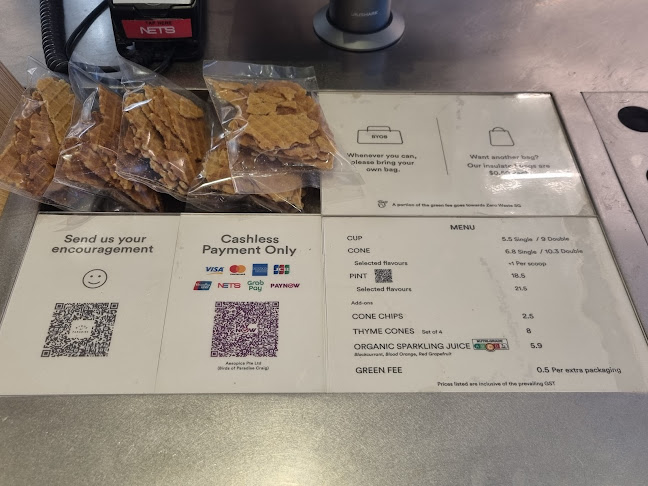 TAP HERE
NETS
BYOB
Whenever you can,
please bring your
own bag.
Want another bag?
Our insulated bags are
A portion of the green fee goes towards Zero Waste SG
Send us your
encouragement
Cashless
Payment Only
VISA
NETS
Grab
Pay
PAYNOW
Aesspice Pte Ltd
(Birds of Paradise Craig)
MENU
CUP 5.5 Single / 9 Double
CONE 6.8 Single / 10.3 Double
Selected flavours +1 Per scoop
PINT 18.5
Selected flavours 21.5
Add-ons
CONE CHIPS 2.5
THYME CONES Set of 4 8
ORGANIC SPARKLING JUICE NUTRI-GRADE 5.9
Blackcurrant, Blood Orange, Red Grapefruit
GREEN FEE 0.5 Per extra packaging
Prices listed are inclusive of the prevailing GST